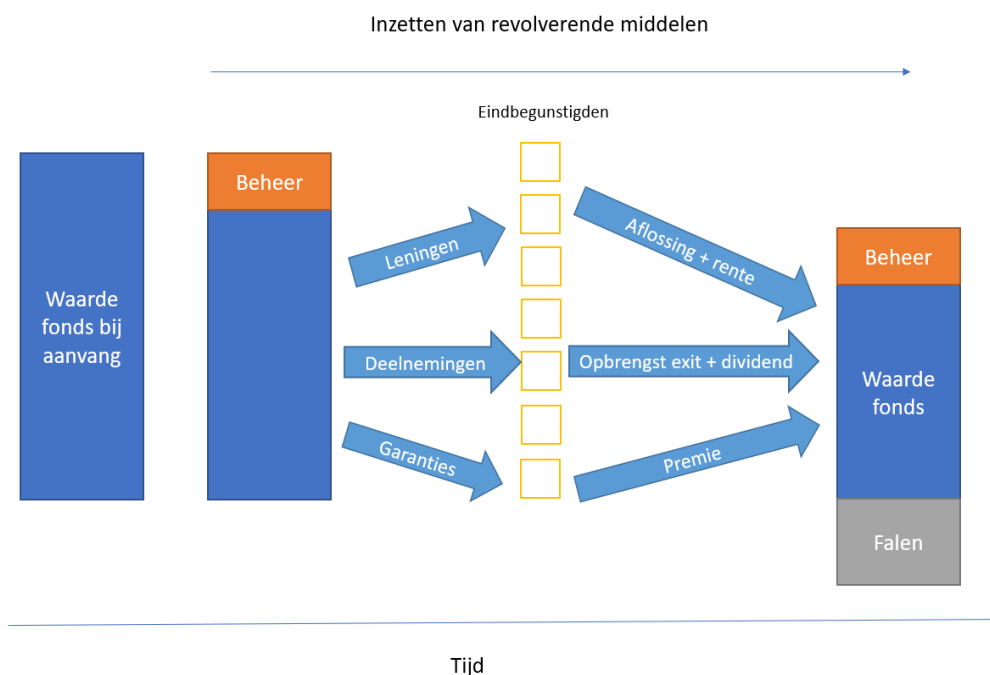 Inzetten van revolverende middelen
Eindbegunstigden
Waarde
fonds bij
aanvang
Beheer
Leningen
Deelnemingen
Garanties
Aflossing + rente
Opbrengst exit + dividend
Premie
Beheer
Waarde
fonds
Falen
Tijd